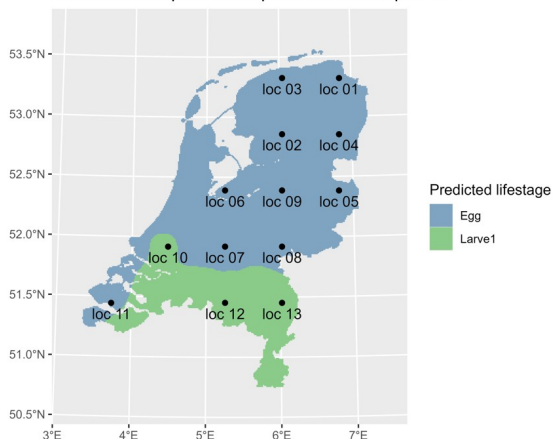 53.5°N
53.0°N
52.5°N
52.0°N
51.5°N
51.0°N
50.5°N
3°E 4°E 5°E 6°E 7°E
loc 03 loc 01
loc 02 loc 04
loc 06 loc 09 loc 05
loc 10 loc 07 loc 08
loc 11 loc 12 loc 13
Predicted lifestage
Egg
Larve1